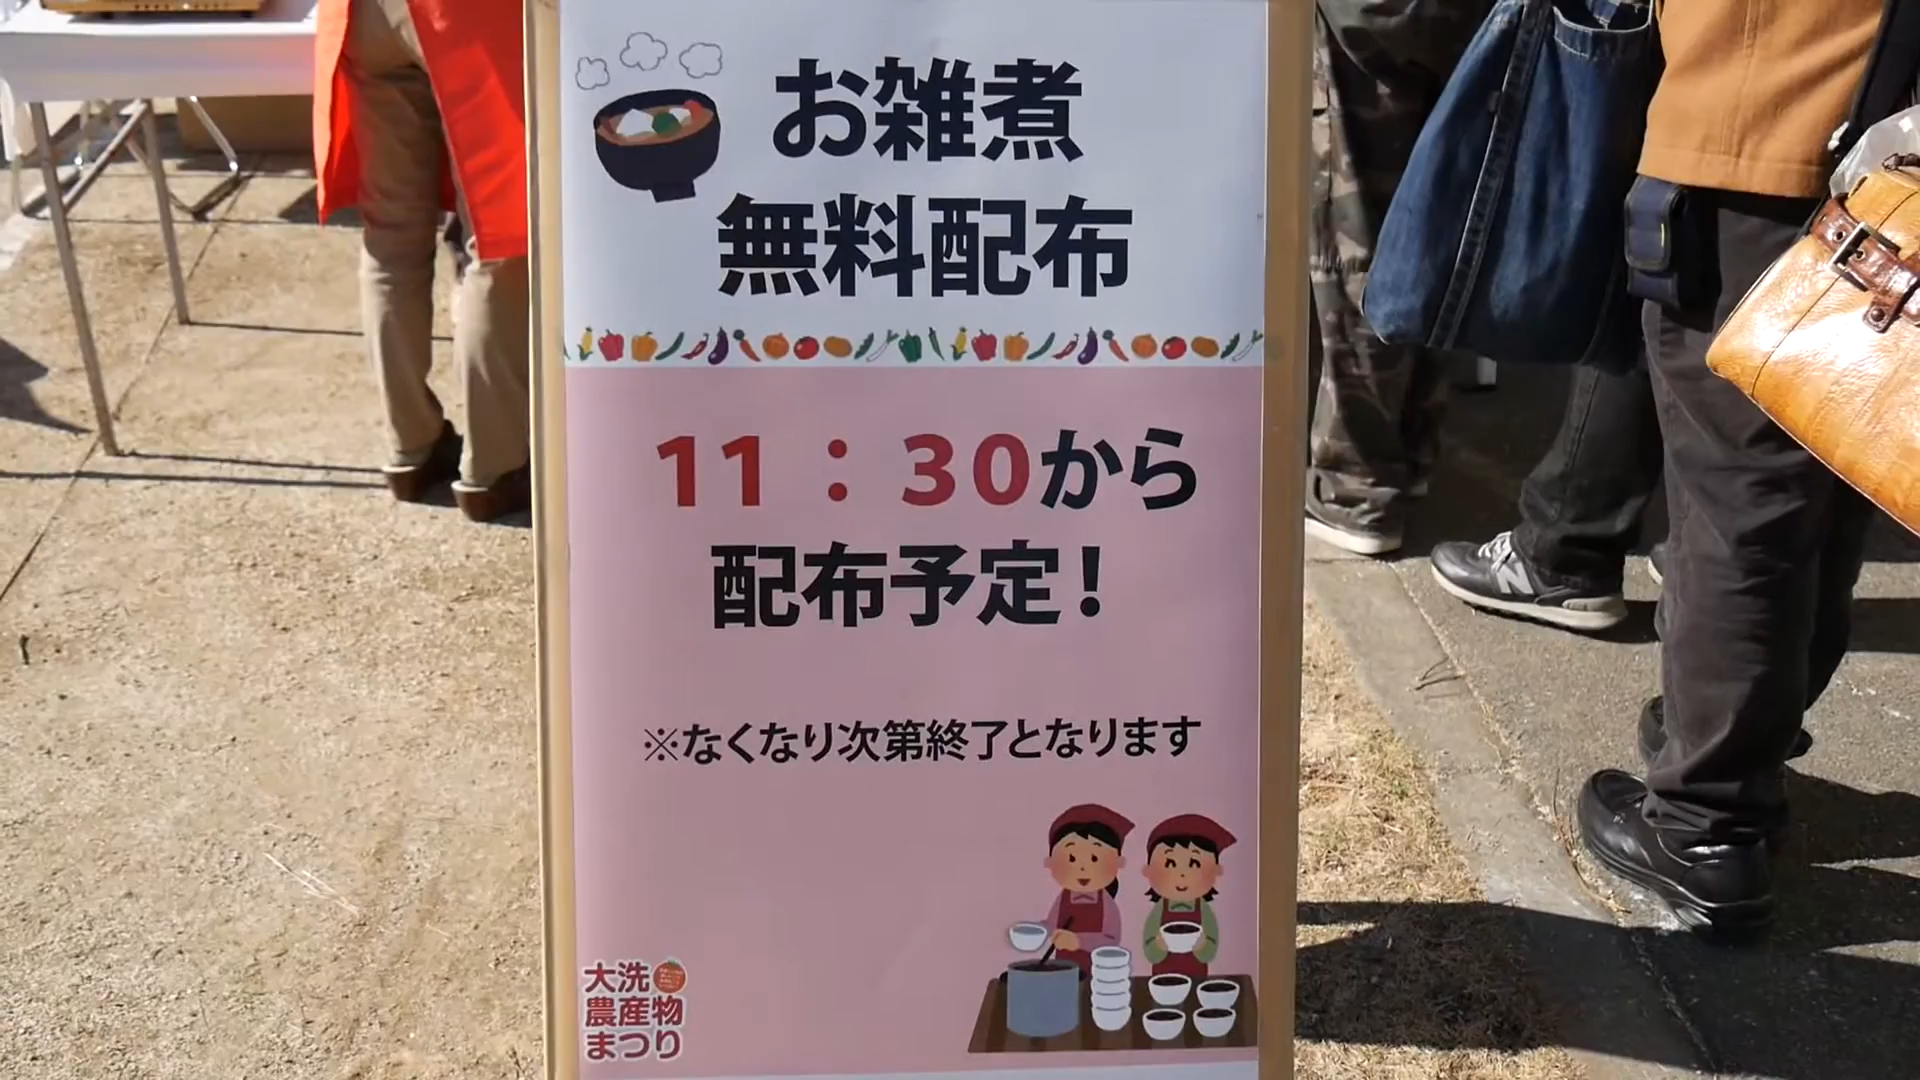 お雑煮
無料配布
11：30から
配布予定！
※なくなり次第終了となります
大洗
農産物
まつり
N